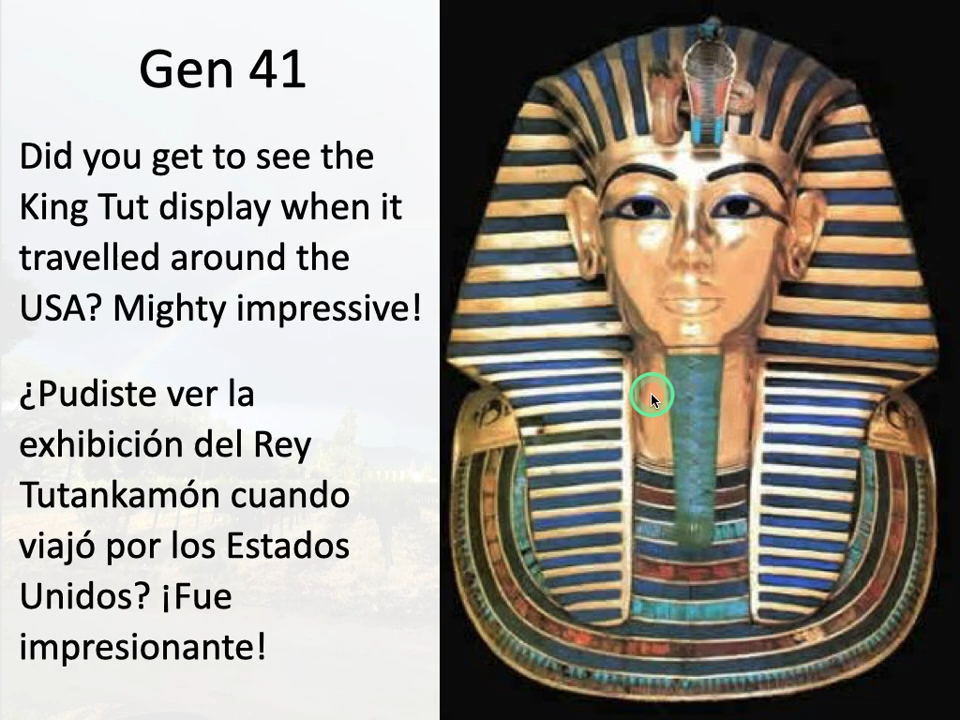 Gen 41
Did you get to see the
King Tut display when it
travelled around the
USA? Mighty impressive!
¿Pudiste ver la
exhibición del Rey
Tutankamón cuando
viajó por los Estados
Unidos? ¡Fue
impresionante!